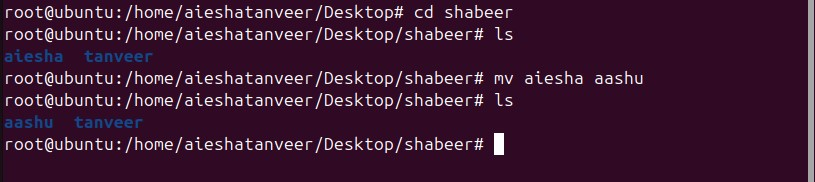 root@ubuntu:/home/aieshatanveer/Desktop# cd shabeer
root@ubuntu:/home/aieshatanveer/Desktop/shabeer# ls
aiesha  tanveer
root@ubuntu:/home/aieshatanveer/Desktop/shabeer# mv aiesha aashu
root@ubuntu:/home/aieshatanveer/Desktop/shabeer# ls
aashu  tanveer
root@ubuntu:/home/aieshatanveer/Desktop/shabeer#